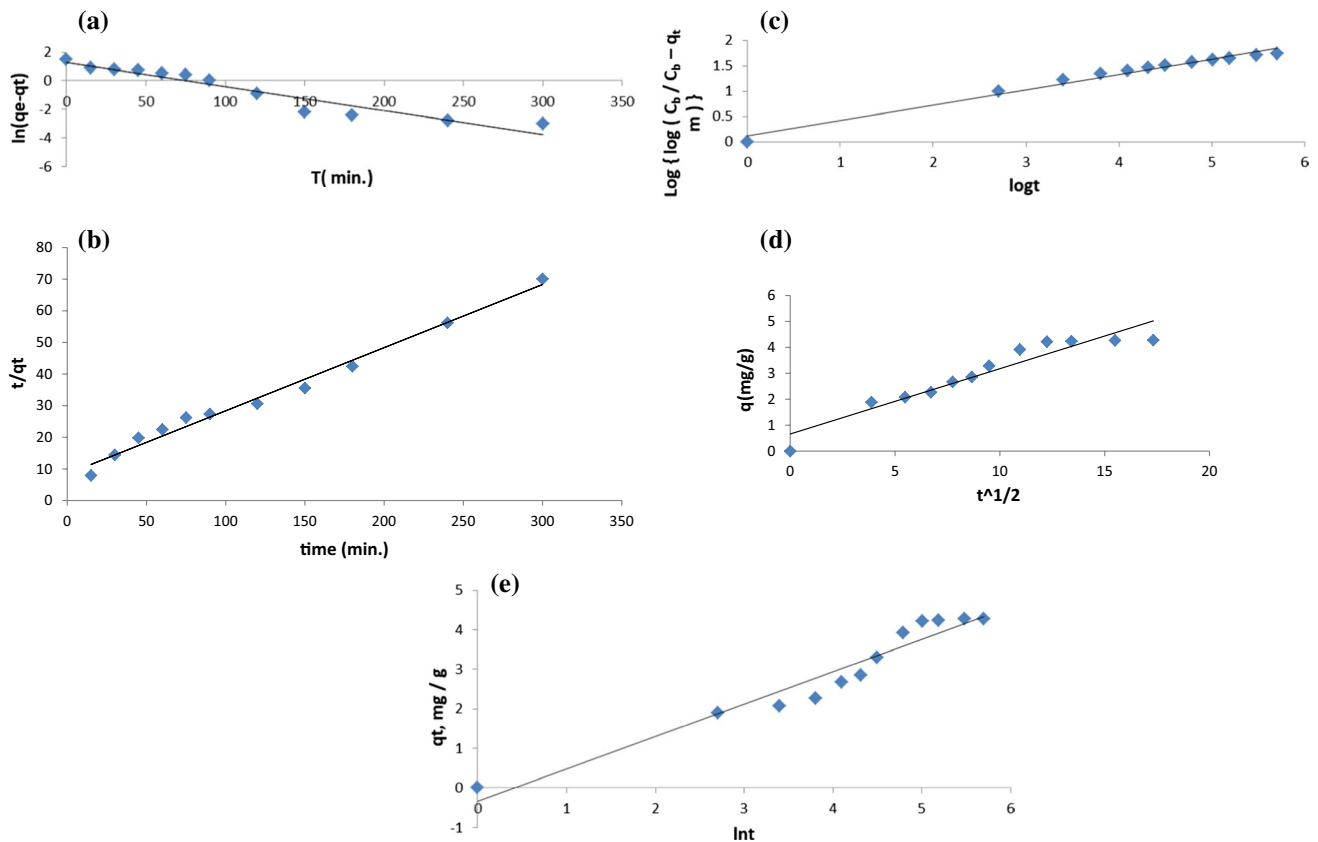 (a)
2
0
-2
-4
-6
0 50 100 150 200 250 300 350
ln(qe-qt)
T( min.)
(c)
2
1.5
1
0.5
0
0 1 2 3 4 5 6
Log { log ( Cb / Cb – qt
m ) }
logt
(b)
80
70
60
50
40
30
20
10
0
0 50 100 150 200 250 300 350
t/qt
time (min.)
(d)
6
5
4
3
2
1
0
0 5 10 15 20
q(mg/g)
t^1/2
(e)
5
4
3
2
1
0
-1
0 1 2 3 4 5 6
qt, mg / g
lnt